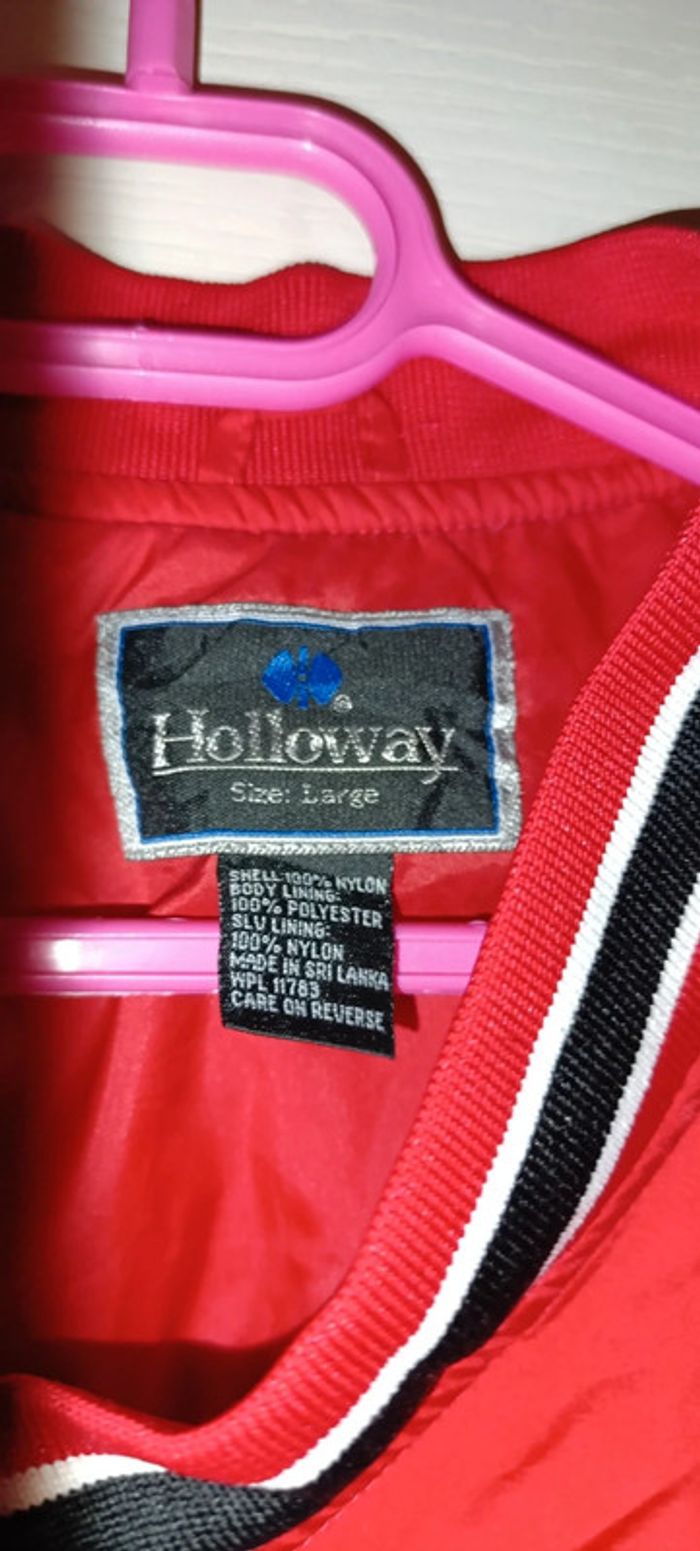 ®
Holloway
Size: Large
SHELL 100% NYLON
BODY LINING:
100% POLYESTER
SLV LINING:
100% NYLON
MADE IN SRI LANKA
WPL 11783
CARE ON REVERSE